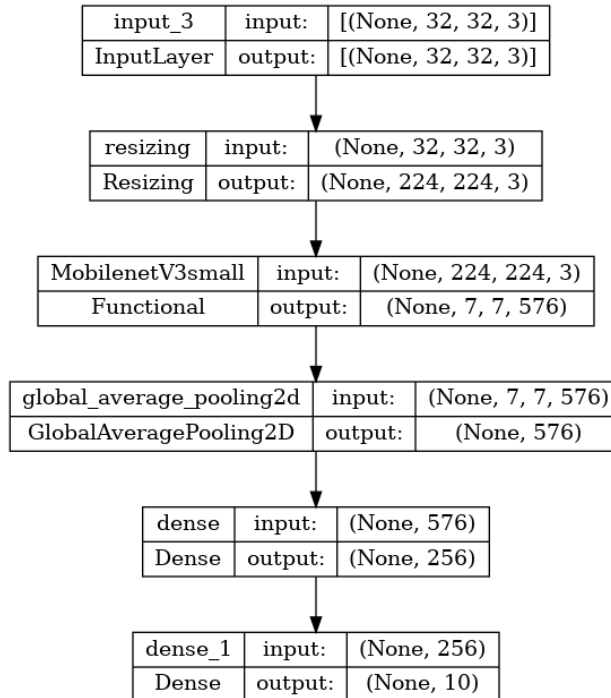 input_3 input: [(None, 32, 32, 3)]
InputLayer output: [(None, 32, 32, 3)]
resizing input: (None, 32, 32, 3)
Resizing output: (None, 224, 224, 3)
MobilenetV3small input: (None, 224, 224, 3)
Functional output: (None, 7, 7, 576)
global_average_pooling2d input: (None, 7, 7, 576)
GlobalAveragePooling2D output: (None, 576)
dense input: (None, 576)
Dense output: (None, 256)
dense_1 input: (None, 256)
Dense output: (None, 10)